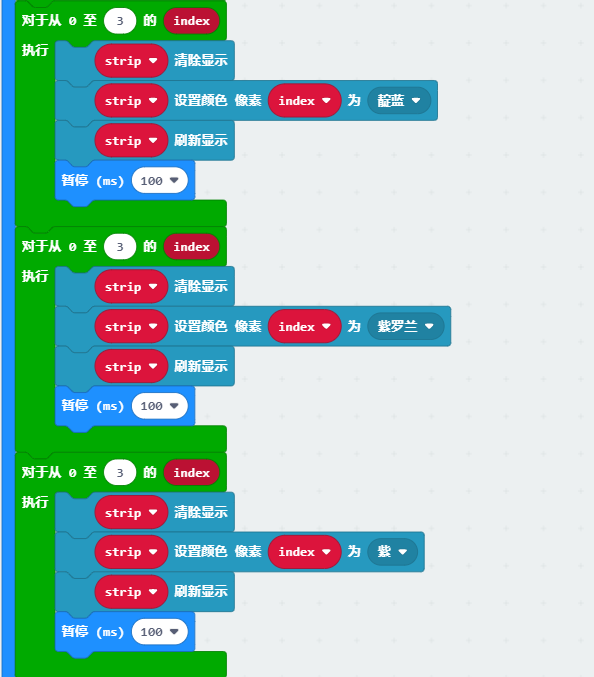 对于从 0 至 3 的 index
执行
strip 清除显示
strip 设置颜色 像素 index 为 靛蓝
strip 刷新显示
暂停 (ms) 100
对于从 0 至 3 的 index
执行
strip 清除显示
strip 设置颜色 像素 index 为 紫罗兰
strip 刷新显示
暂停 (ms) 100
对于从 0 至 3 的 index
执行
strip 清除显示
strip 设置颜色 像素 index 为 紫
strip 刷新显示
暂停 (ms) 100